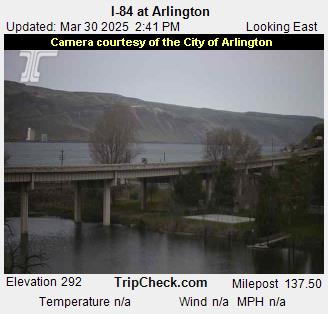 I-84 at Arlington
Updated: Mar 30 2025 2:41 PM Looking East
Camera courtesy of the City of Arlington
Elevation 292 TripCheck.com Milepost 137.50
Temperature n/a Wind n/a MPH n/a